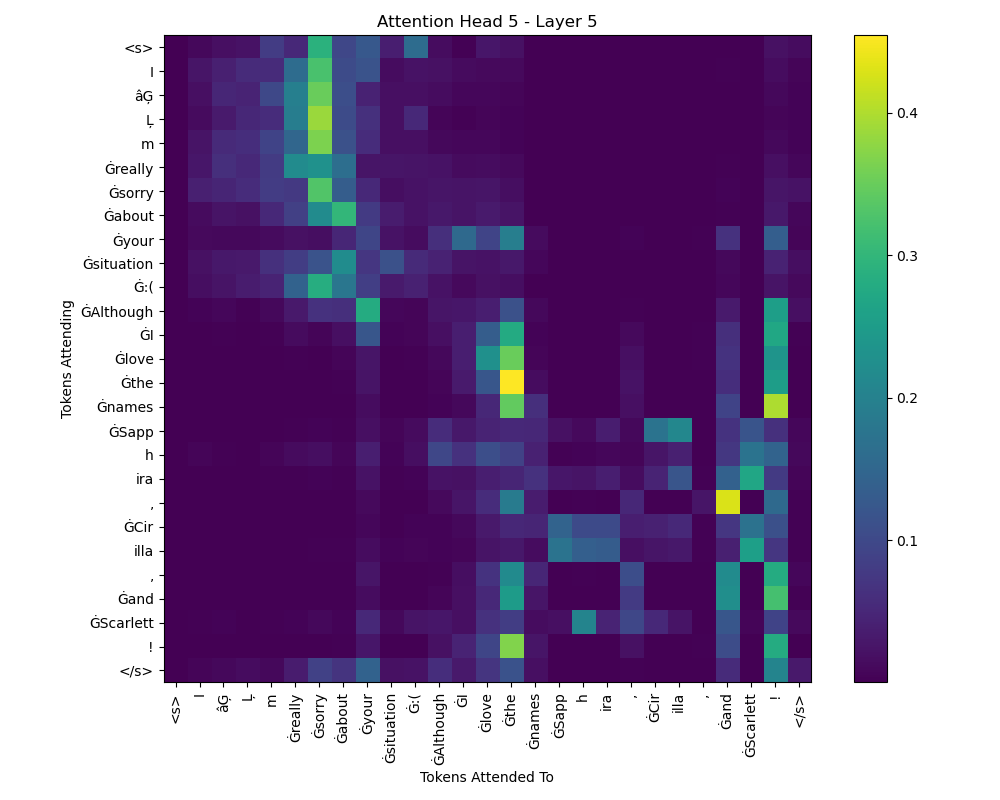 Attention Head 5 - Layer 5
<s>
I
âĢ
Ļ
m
Ġreally
Ġsorry
Ġabout
Ġyour
Ġsituation
Ġ:(
ĠAlthough
ĠI
Ġlove
Ġthe
Ġnames
ĠSapp
h
ira
,
ĠCir
illa
,
Ġand
ĠScarlett
!
</s>
Tokens Attending
<s>
I
âĢ
Ļ
m
Ġreally
Ġsorry
Ġabout
Ġyour
Ġsituation
Ġ:(
ĠAlthough
ĠI
Ġlove
Ġthe
Ġnames
ĠSapp
h
ira
,
ĠCir
illa
,
Ġand
ĠScarlett
!
</s>
Tokens Attended To
0.4
0.3
0.2
0.1